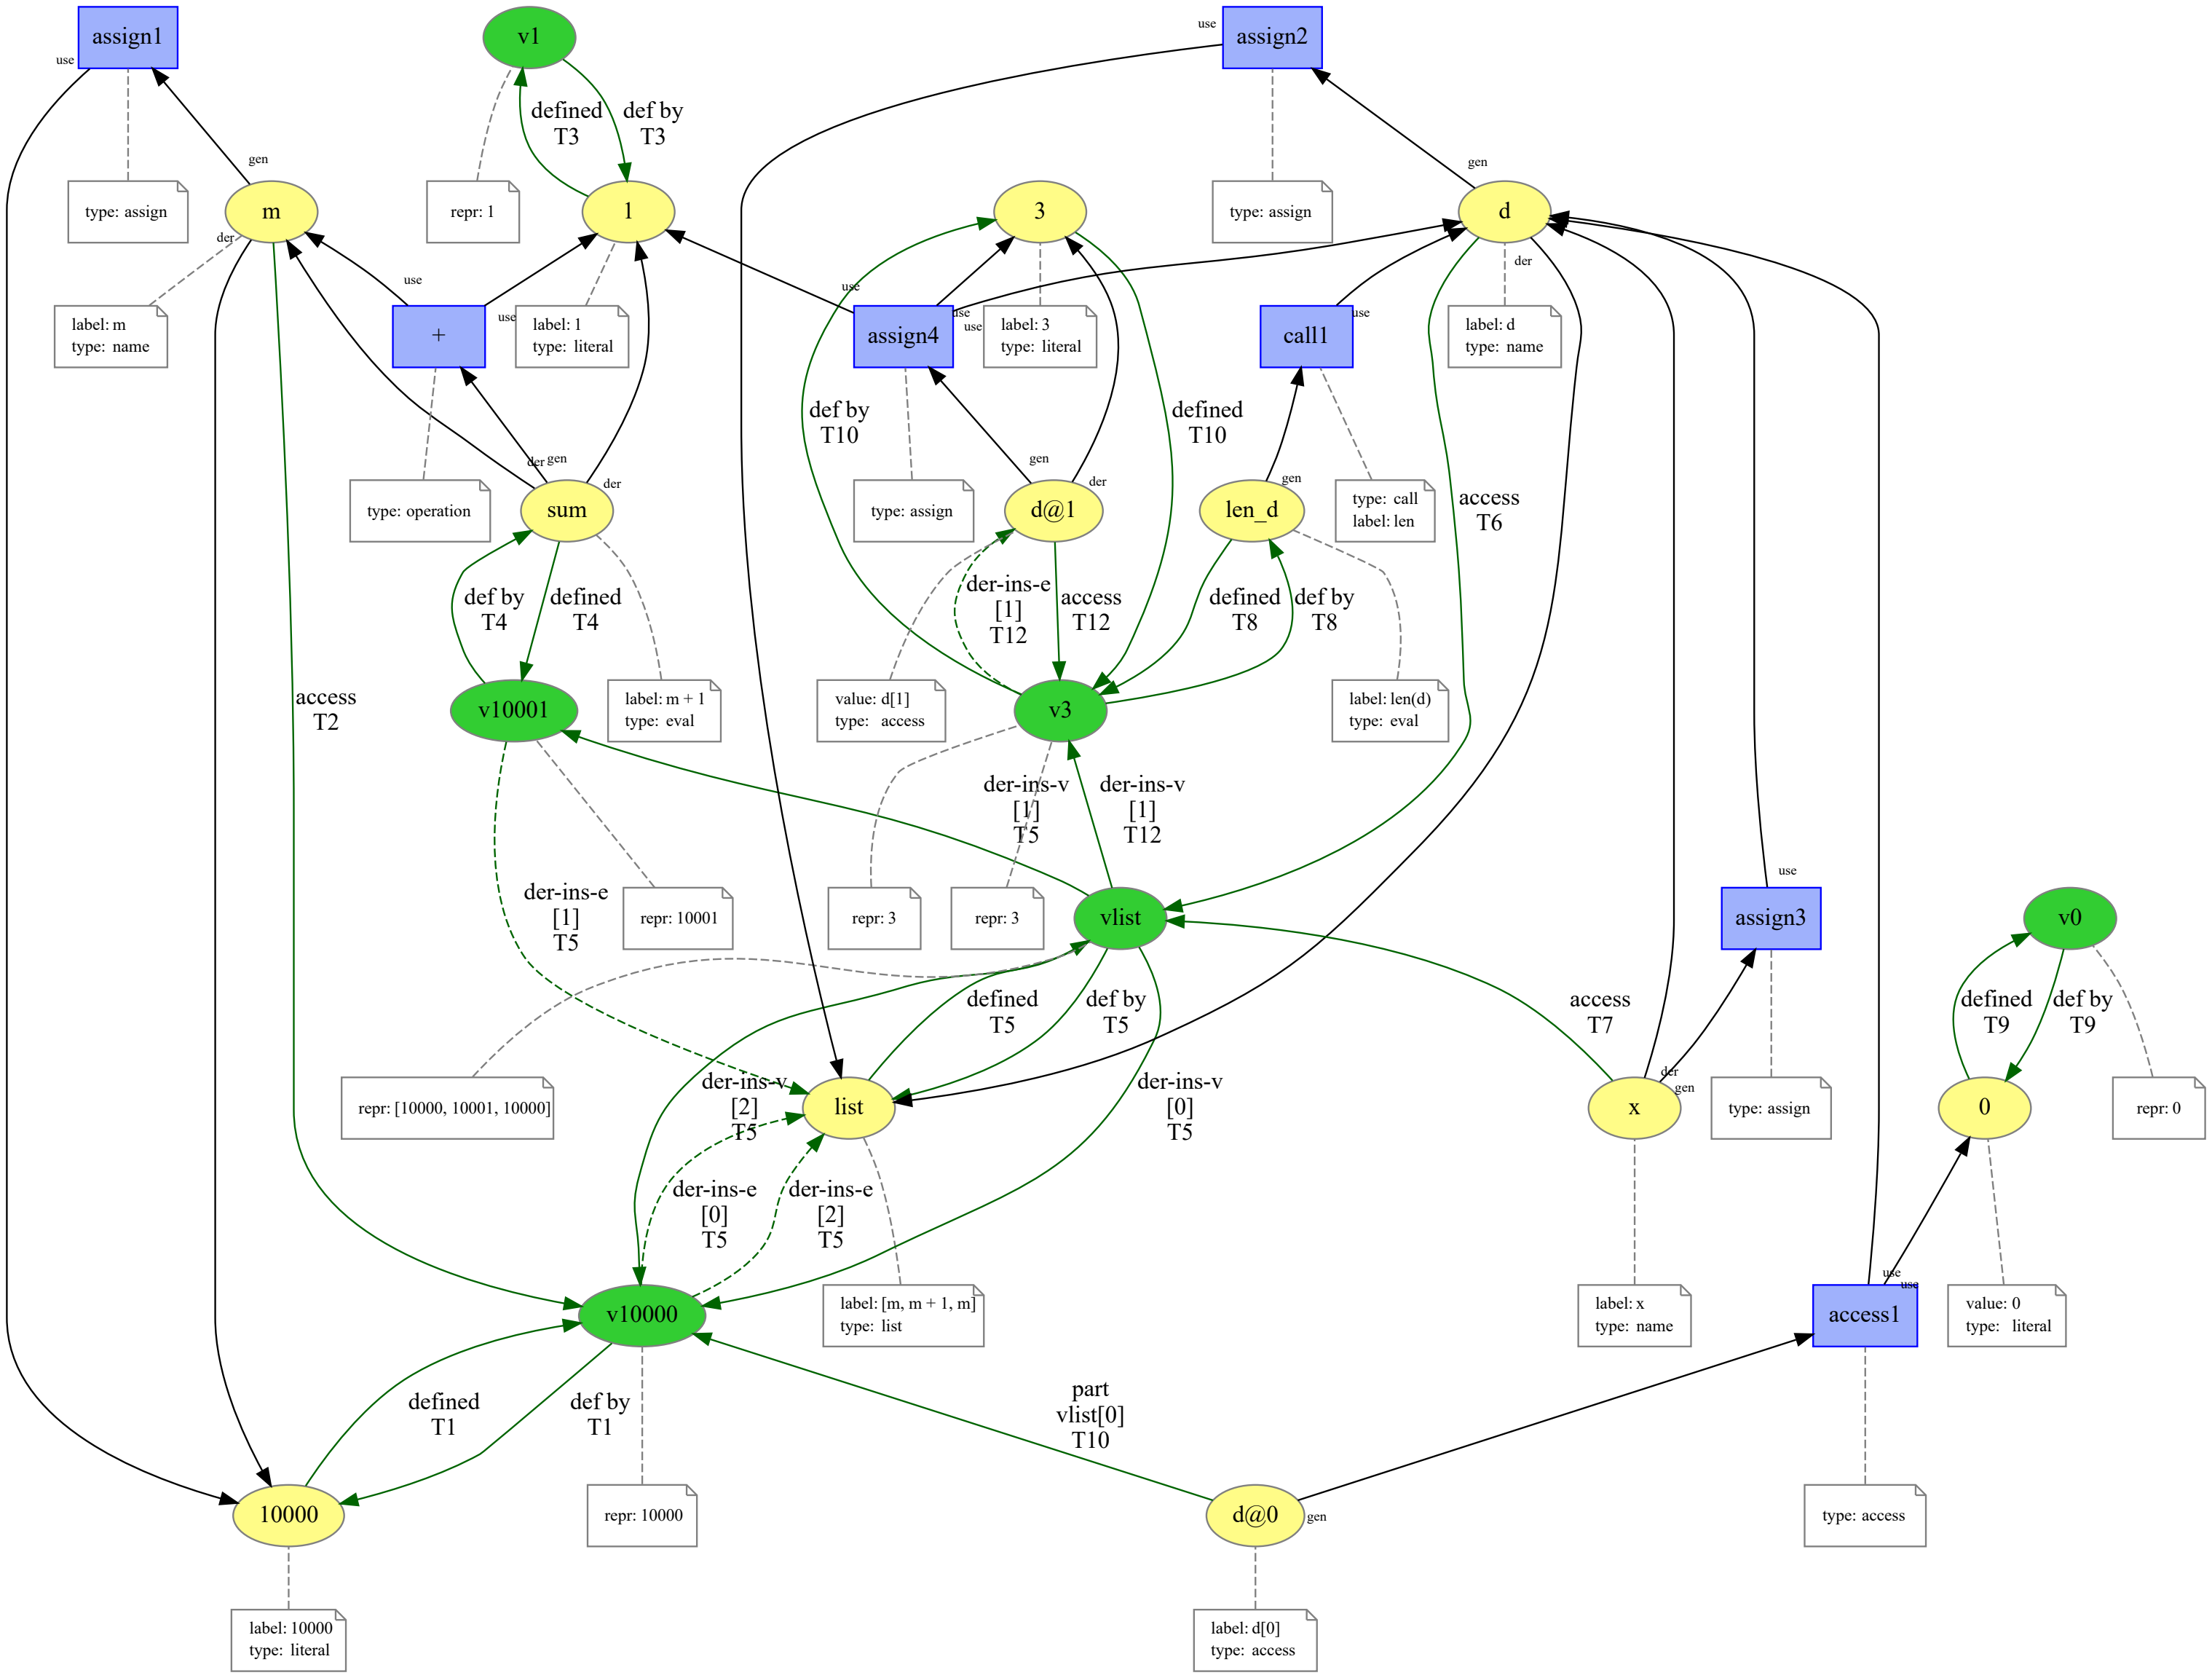 assign1
v1
assign2
use
use
defined
T3
def by
T3
gen
gen
type: assign
m
repr: 1
1
3
type: assign
d
der
der
use
use
use
use
use
use
label: m
type: name
+
label: 1
type: literal
assign4
label: 3
type: literal
call1
label: d
type: name
def by
T10
defined
T10
der
gen
gen
der
der
gen
type: operation
sum
type: assign
d@1
len_d
type: call
label: len
access
T6
def by
T4
defined
T4
der-ins-e
[1]
T12
access
T12
defined
T8
def by
T8
access
T2
v10001
label: m + 1
type: eval
value: d[1]
type: access
v3
label: len(d)
type: eval
der-ins-v
[1]
T5
der-ins-v
[1]
T12
use
der-ins-e
[1]
T5
repr: 10001
repr: 3
repr: 3
vlist
assign3
v0
defined
T5
def by
T5
access
T7
defined
T9
def by
T9
der
gen
repr: [10000, 10001, 10000]
der-ins-v
[2]
T5
list
der-ins-v
[0]
T5
x
type: assign
0
repr: 0
der-ins-e
[0]
T5
der-ins-e
[2]
T5
use
use
v10000
label: [m, m + 1, m]
type: list
label: x
type: name
access1
value: 0
type: literal
defined
T1
def by
T1
part
vlist[0]
T10
10000
repr: 10000
d@0
gen
type: access
label: 10000
type: literal
label: d[0]
type: access